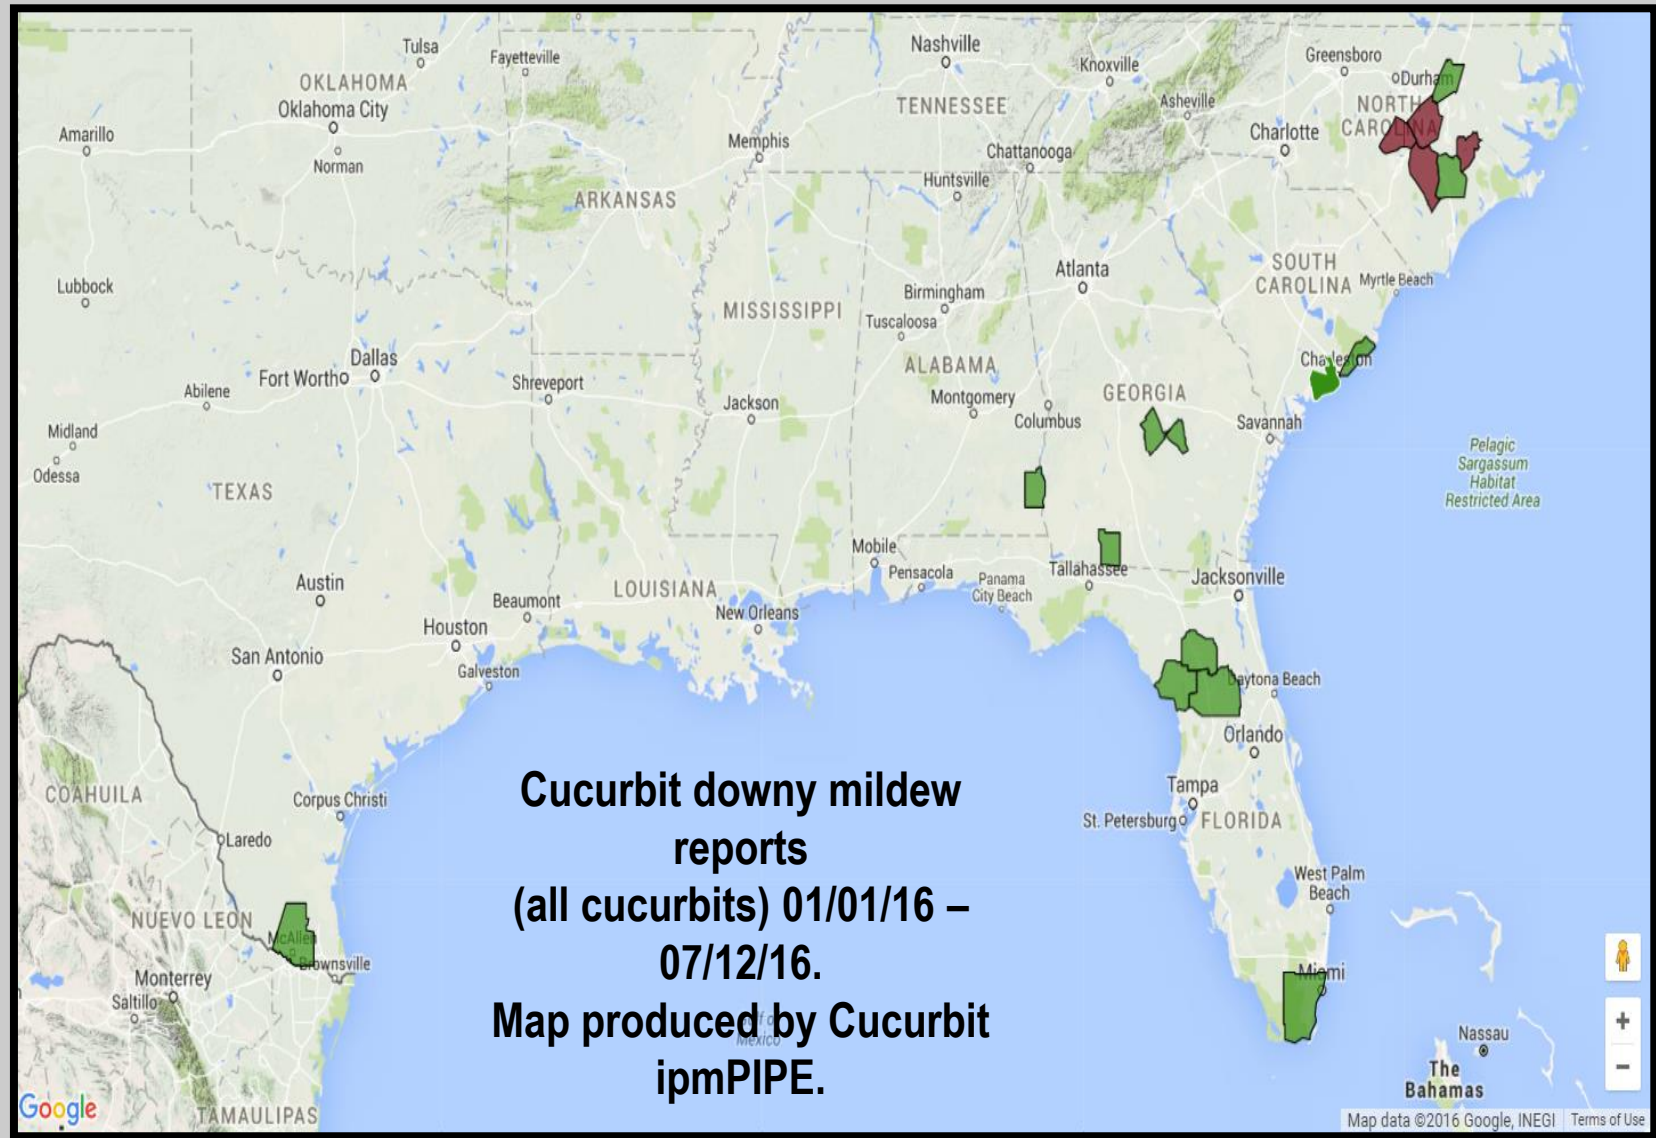 Tulsa
Fayetteville
Nashville
Knoxville
Greensboro
Durham
OKLAHOMA
Oklahoma City
TENNESSEE
Asheville
NORTH
CAROLINA
Amarillo
Memphis
Charlotte
Norman
Chattanooga
Huntsville
ARKANSAS
Atlanta
SOUTH
CAROLINA
Myrtle Beach
Lubbock
Birmingham
MISSISSIPPI
Tuscaloosa
Dallas
Fort Worth
Charleston
ALABAMA
Shreveport
Abilene
GEORGIA
Montgomery
Jackson
Columbus
Savannah
Midland
Odessa
Pelagic
Sargassum
Habitat
Restricted Area
TEXAS
Mobile
Pensacola
Panama
City Beach
Tallahassee
Jacksonville
Austin
LOUISIANA
Beaumont
New Orleans
Houston
San Antonio
Galveston
Daytona Beach
Orlando
Cucurbit downy mildew
reports
(all cucurbits) 01/01/16 –
07/12/16.
Map produced by Cucurbit
ipmPIPE.
Gulf of
Mexico
COAHUILA
Corpus Christi
Tampa
St. Petersburg
FLORIDA
Laredo
West Palm
Beach
NUEVO LEON
McAllen
Brownsville
Monterrey
Saltillo
Miami
Nassau
The
Bahamas
+
−
Google
TAMAULIPAS
Map data ©2016 Google, INEGI
Terms of Use